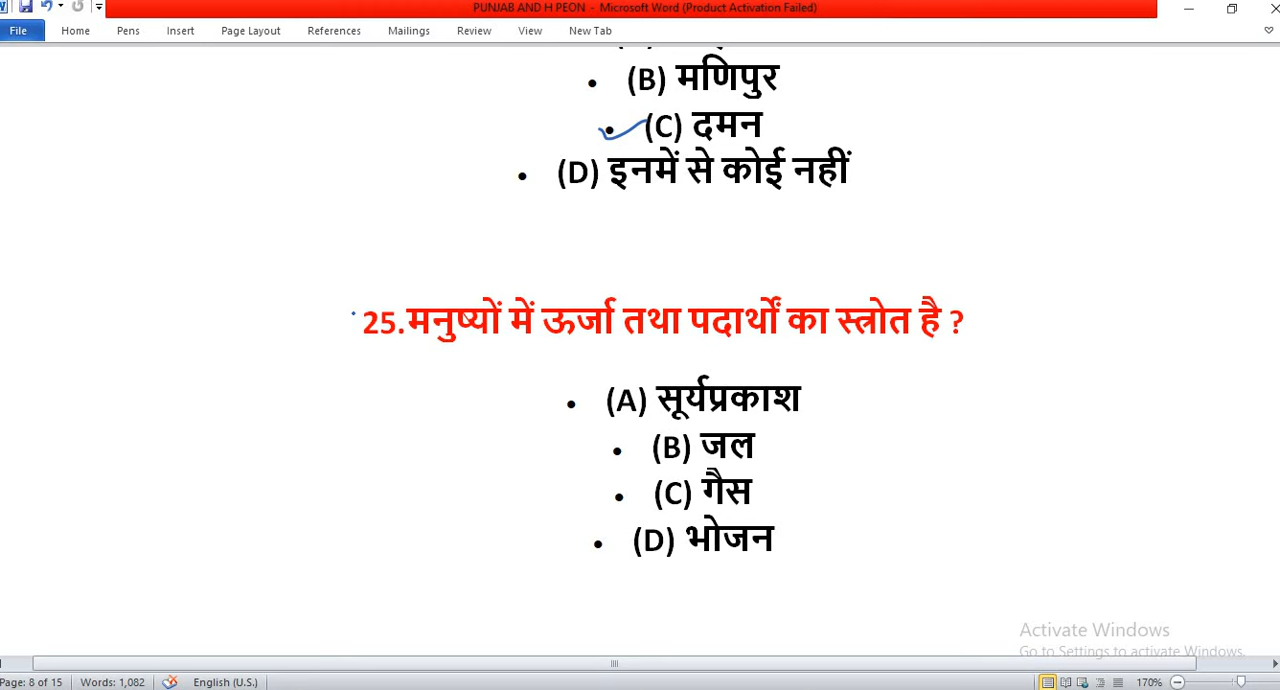 PUNJAB AND H PEON - Microsoft Word (Product Activation Failed)
File Home Pens Insert Page Layout References Mailings Review View New Tab
(B) मणिपुर
(C) दमन
(D) इनमें से कोई नहीं
25.मनुष्यों में ऊर्जा तथा पदार्थों का स्त्रोत है ?
(A) सूर्यप्रकाश
(B) जल
(C) गैस
(D) भोजन
Activate Windows
Go to Settings to activate Windows.
Page: 8 of 15 Words: 1,082 English (U.S.) 170%